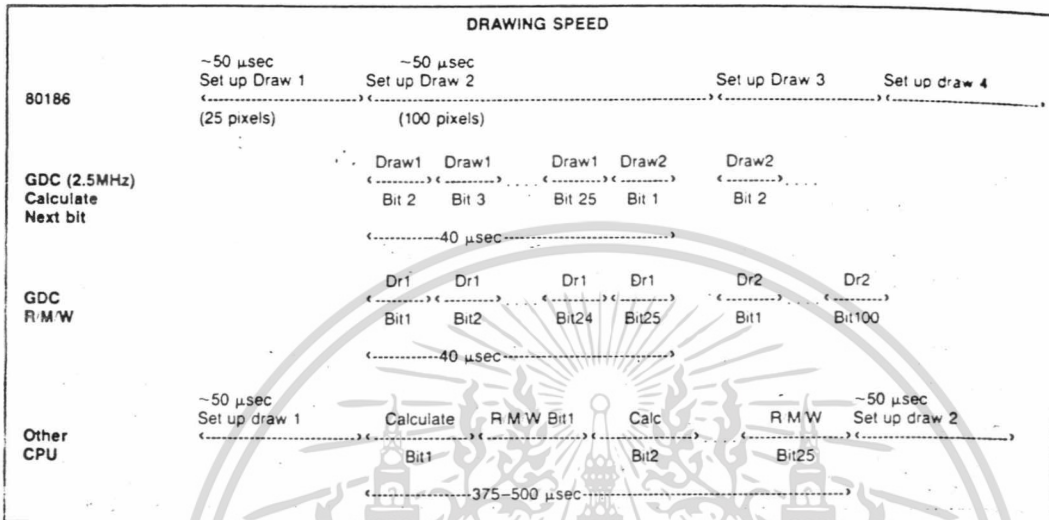 DRAWING SPEED
~50 µsec ~50 µsec
Set up Draw 1 Set up Draw 2 Set up Draw 3 Set up draw 4
80186
(25 pixels) (100 pixels)
Draw1 Draw1 Draw1 Draw2 Draw2
GDC (2.5MHz)
Calculate Bit 2 Bit 3 Bit 25 Bit 1 Bit 2
Next bit
40 µsec
Dr1 Dr1 Dr1 Dr1 Dr2 Dr2
GDC
R/M/W Bit1 Bit2 Bit24 Bit25 Bit1 Bit100
40 µsec
~50 µsec ~50 µsec
Set up draw 1 Calculate R/M/W Bit1 Calc R/M/W Set up draw 2
Other
CPU Bit1 Bit2 Bit25
375–500 µsec